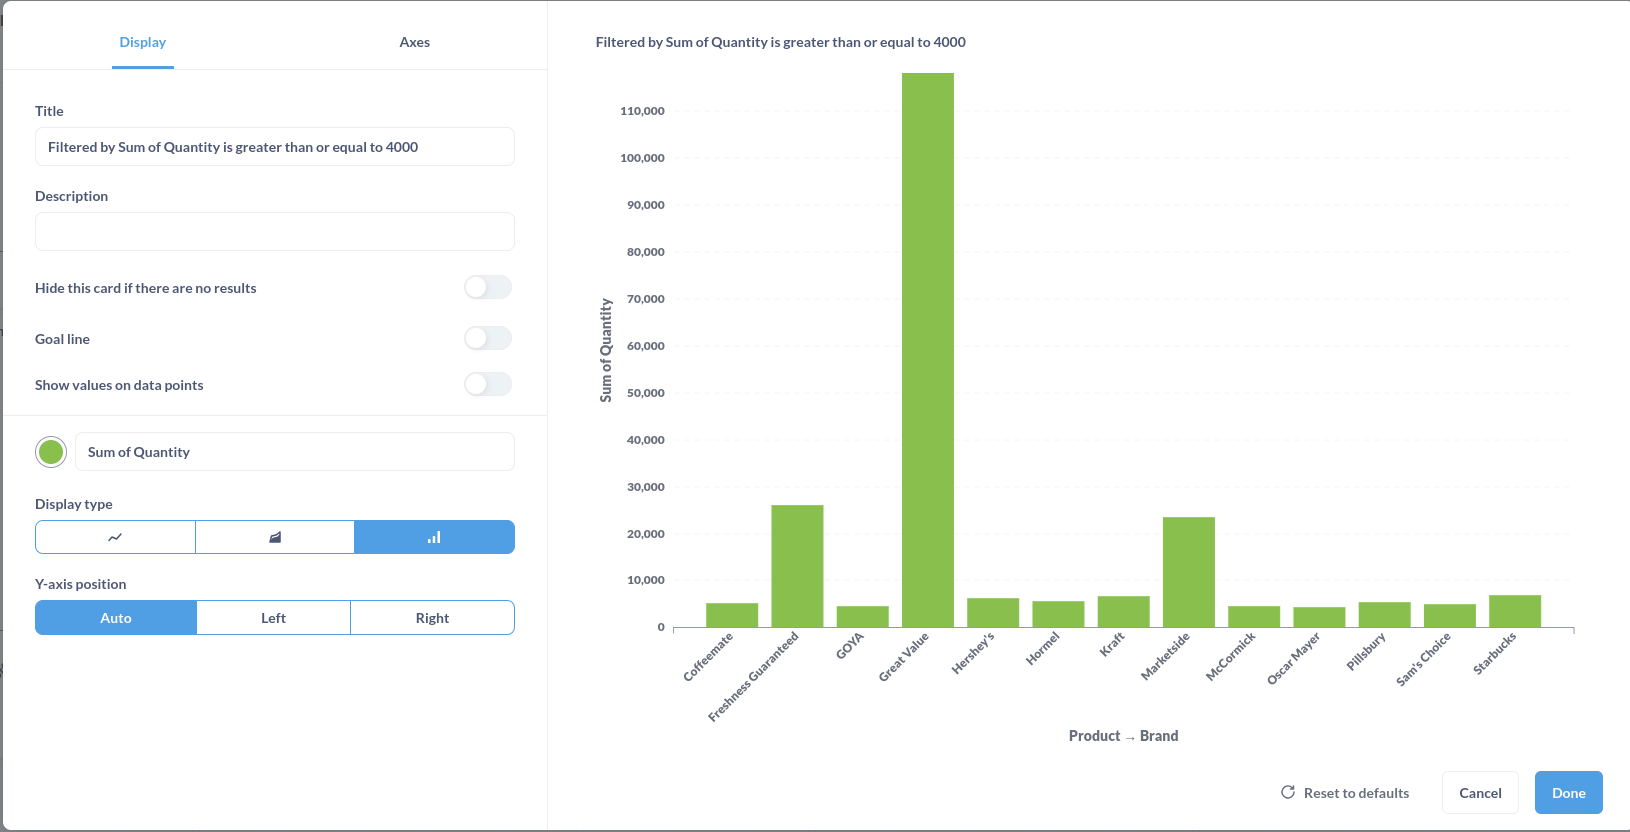 Display
Axes
Title
Filtered by Sum of Quantity is greater than or equal to 4000
Description
Hide this card if there are no results
Goal line
Show values on data points
Sum of Quantity
Display type
Y-axis position
Auto
Left
Right
Filtered by Sum of Quantity is greater than or equal to 4000
Sum of Quantity
110,000
100,000
90,000
80,000
70,000
60,000
50,000
40,000
30,000
20,000
10,000
0
Coffeemate
Freshness Guaranteed
GOYA
Great Value
Hershey's
Hormel
Kraft
Marketside
McCormick
Oscar Mayer
Pillsbury
Sam's Choice
Starbucks
Product → Brand
Reset to defaults
Cancel
Done